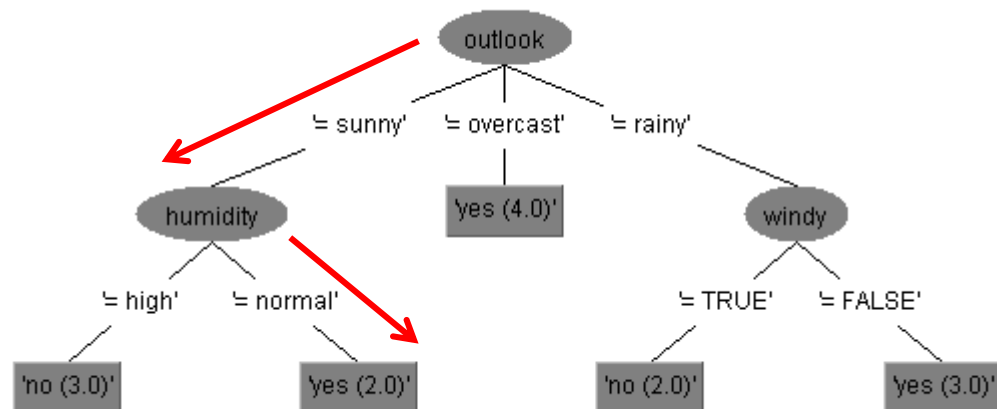 outlook
'= sunny' '= overcast' '= rainy'
humidity 'yes (4.0)' windy
'= high' '= normal' '= TRUE' '= FALSE'
'no (3.0)' 'yes (2.0)' 'no (2.0)' 'yes (3.0)'